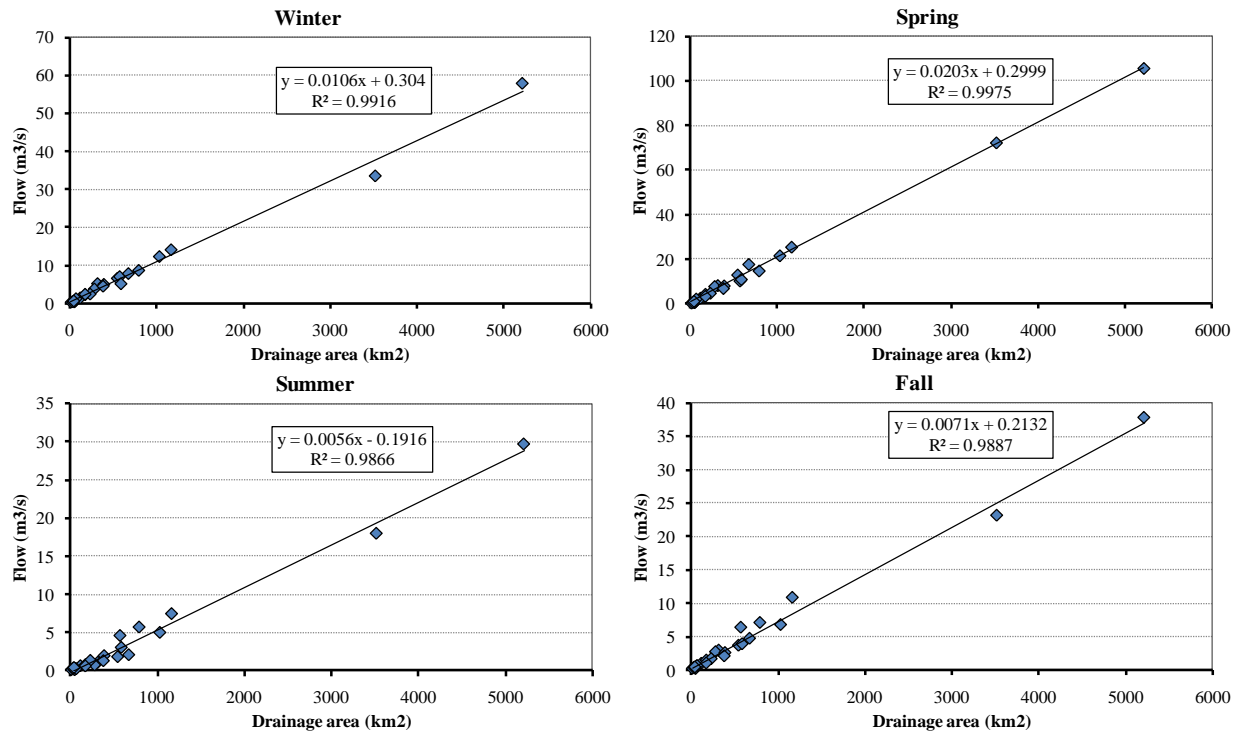 Winter
Flow (m3/s)
70
60
50
40
30
20
10
0
y = 0.0106x + 0.304
R² = 0.9916
0 1000 2000 3000 4000 5000 6000
Drainage area (km2)
Spring
Flow (m3/s)
120
100
80
60
40
20
0
y = 0.0203x + 0.2999
R² = 0.9975
0 1000 2000 3000 4000 5000 6000
Drainage area (km2)
Summer
Flow (m3/s)
35
30
25
20
15
10
5
0
y = 0.0056x - 0.1916
R² = 0.9866
0 1000 2000 3000 4000 5000 6000
Drainage area (km2)
Fall
Flow (m3/s)
40
35
30
25
20
15
10
5
0
y = 0.0071x + 0.2132
R² = 0.9887
0 1000 2000 3000 4000 5000 6000
Drainage area (km2)